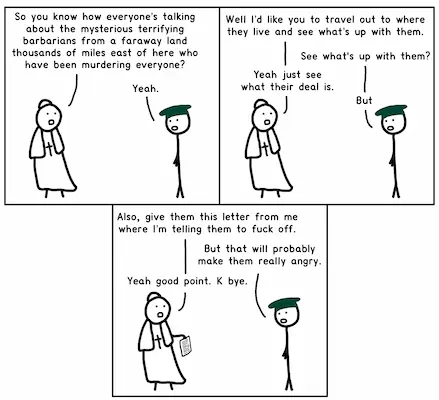 So you know how everyone's talking
about the mysterious terrifying
barbarians from a faraway land
thousands of miles east of here who
have been murdering everyone?
Yeah.
Well I'd like you to travel out to where
they live and see what's up with them.
See what's up with them?
Yeah just see
what their deal is.
But
Also, give them this letter from me
where I'm telling them to fuck off.
But that will probably
make them really angry.
Yeah good point. K bye.